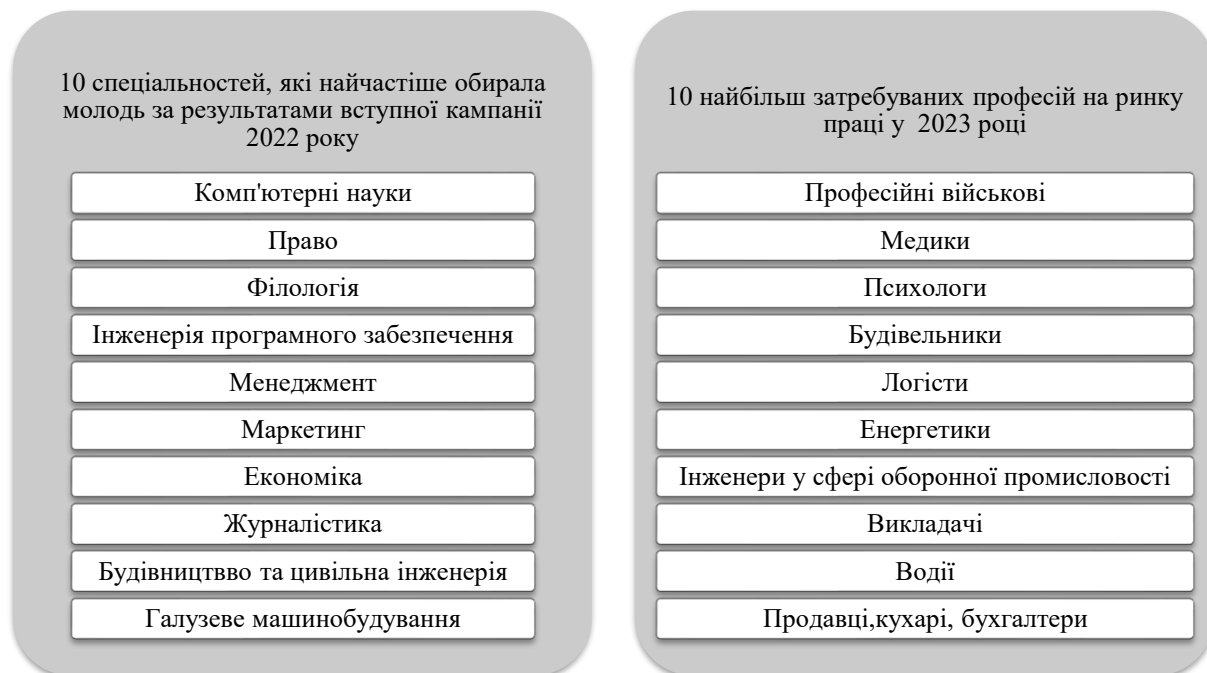 10 спеціальностей, які найчастіше обирала
молодь за результатами вступної кампанії
2022 року
Комп'ютерні науки
Право
Філологія
Інженерія програмного забезпечення
Менеджмент
Маркетинг
Економіка
Журналістика
Будівництвво та цивільна інженерія
Галузеве машинобудування
10 найбільш затребуваних професій на ринку
праці у 2023 році
Професійні військові
Медики
Психологи
Будівельники
Логісти
Енергетики
Інженери у сфері оборонної промисловості
Викладачі
Водії
Продавці,кухарі, бухгалтери